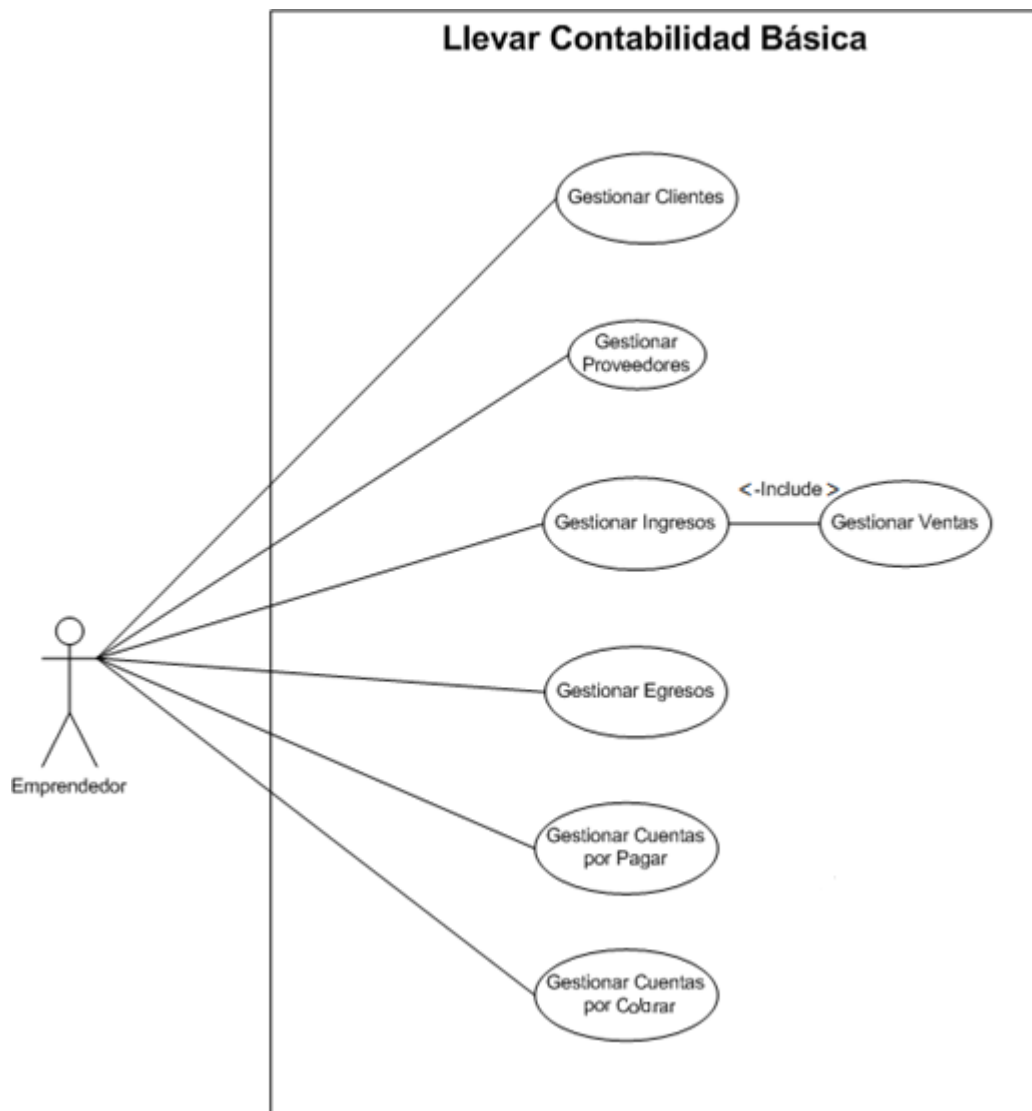 Llevar Contabilidad Básica
Gestionar Clientes
Gestionar
Proveedores
<-Include >
Gestionar Ingresos
Gestionar Ventas
Gestionar Egresos
Emprendedor
Gestionar Cuentas
por Pagar
Gestionar Cuentas
por